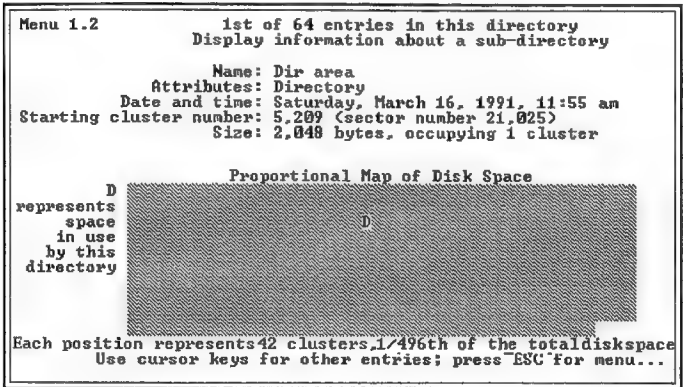 Menu 1.2 1st of 64 entries in this directory
Display information about a sub-directory
Name: Dir area
Attributes: Directory
Date and time: Saturday, March 16, 1991, 11:55 am
Starting cluster number: 5,209 (sector number 21,025)
Size: 2,048 bytes, occupying 1 cluster
Proportional Map of Disk Space
D
represents
space
in use
by this
directory
D
Each position represents42 clusters,1/496th of the totaldiskspace
Use cursor keys for other entries; press ESC for menu...